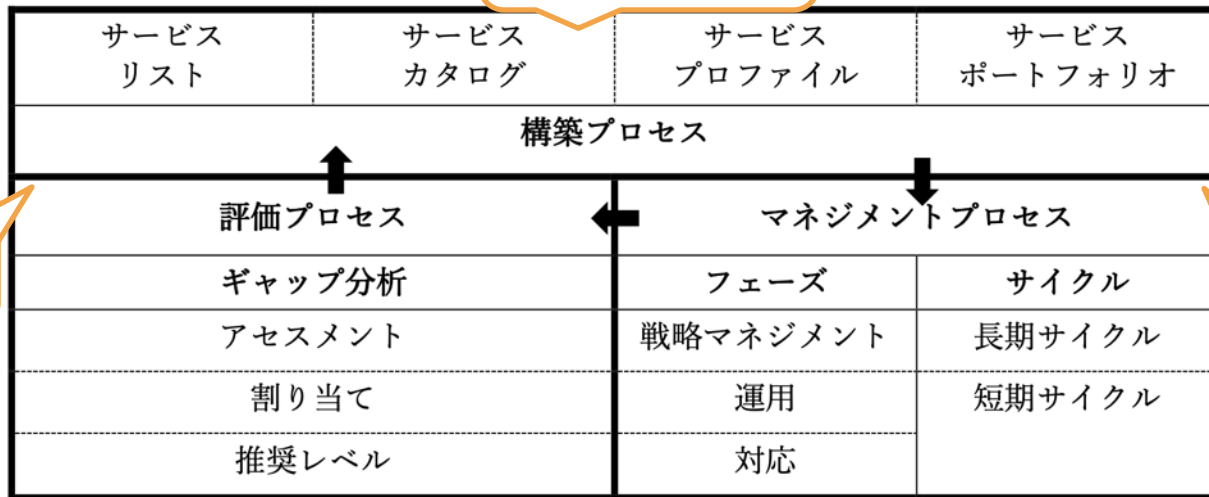 サービス サービス サービス サービス
リスト カタログ プロファイル ポートフォリオ
構築プロセス
評価プロセス マネジメントプロセス
ギャップ分析 フェーズ サイクル
アセスメント 戦略マネジメント 長期サイクル
割り当て 運用 短期サイクル
推奨レベル 対応